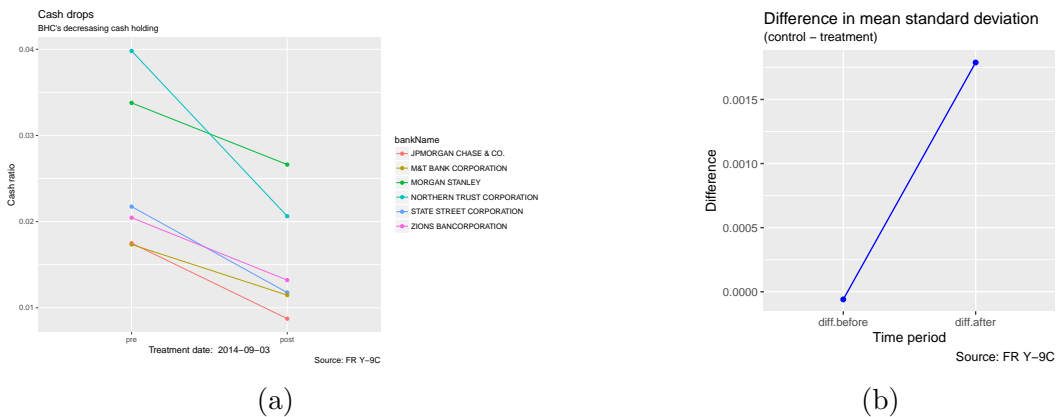 Cash drops
BHC's decreasing cash holding
0.04
0.03
0.02
0.01
Cash ratio
pre
post
Treatment date: 2014−09−03
Source: FR Y−9C
bankName
JPMORGAN CHASE & CO.
M&T BANK CORPORATION
MORGAN STANLEY
NORTHERN TRUST CORPORATION
STATE STREET CORPORATION
ZIONS BANCORPORATION
(a)
Difference in mean standard deviation
(control − treatment)
0.0015
0.0010
0.0005
0.0000
Difference
diff.before
diff.after
Time period
Source: FR Y−9C
(b)